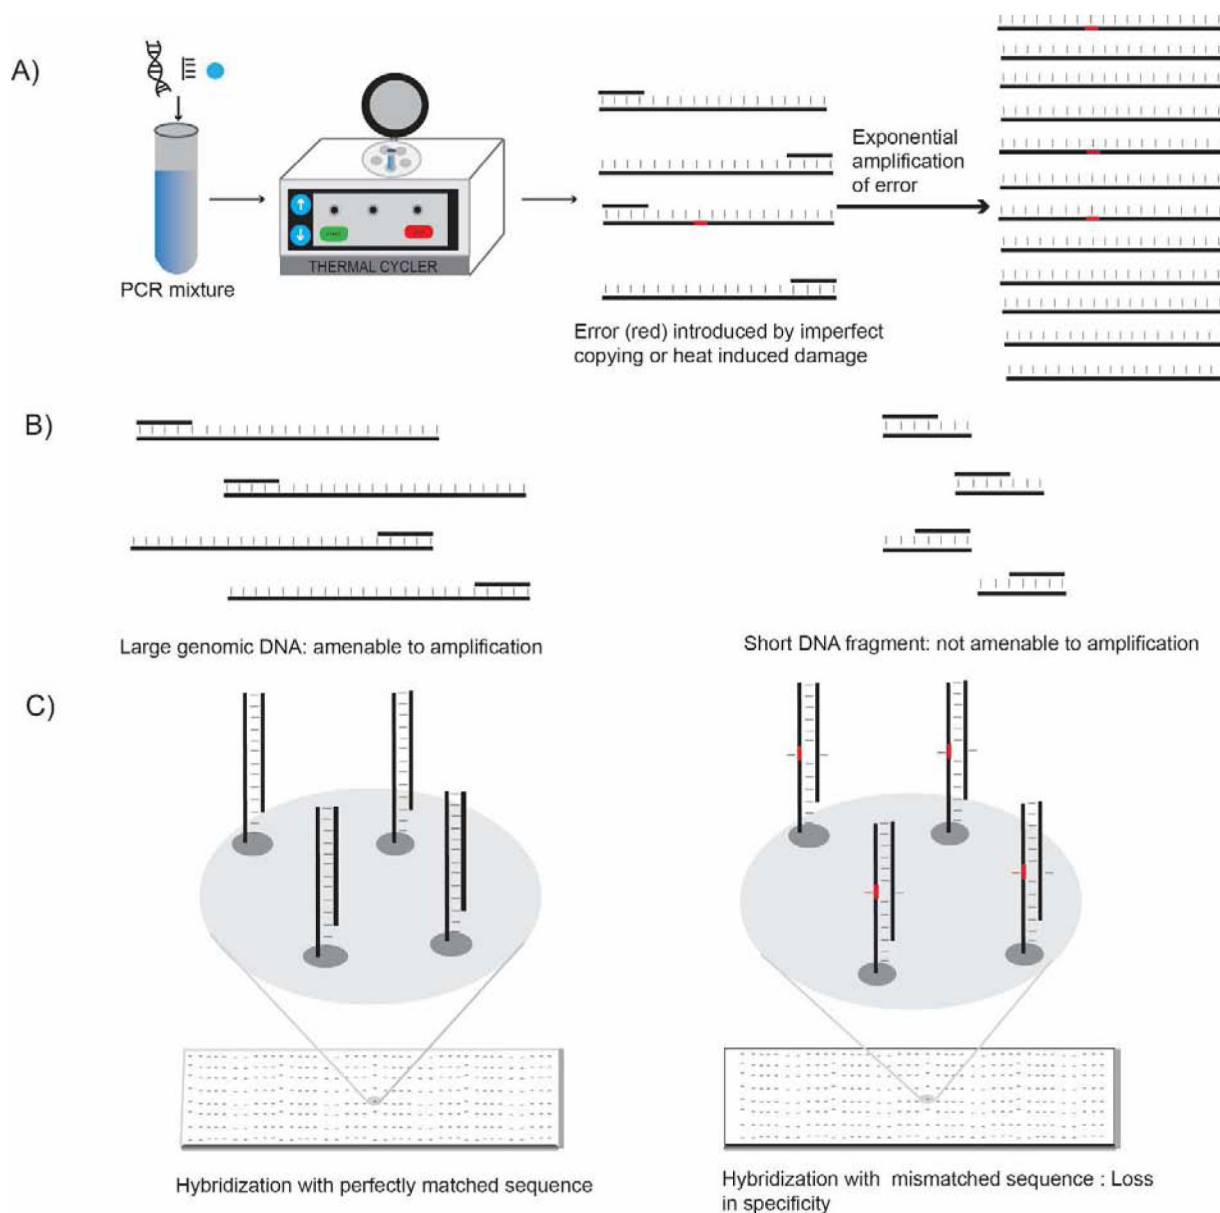 A)
PCR mixture
THERMAL CYCLER
Error (red) introduced by imperfect
copying or heat induced damage
Exponential
amplification
of error
B)
Large genomic DNA: amenable to amplification
Short DNA fragment: not amenable to amplification
C)
Hybridization with perfectly matched sequence
Hybridization with mismatched sequence : Loss
in specificity